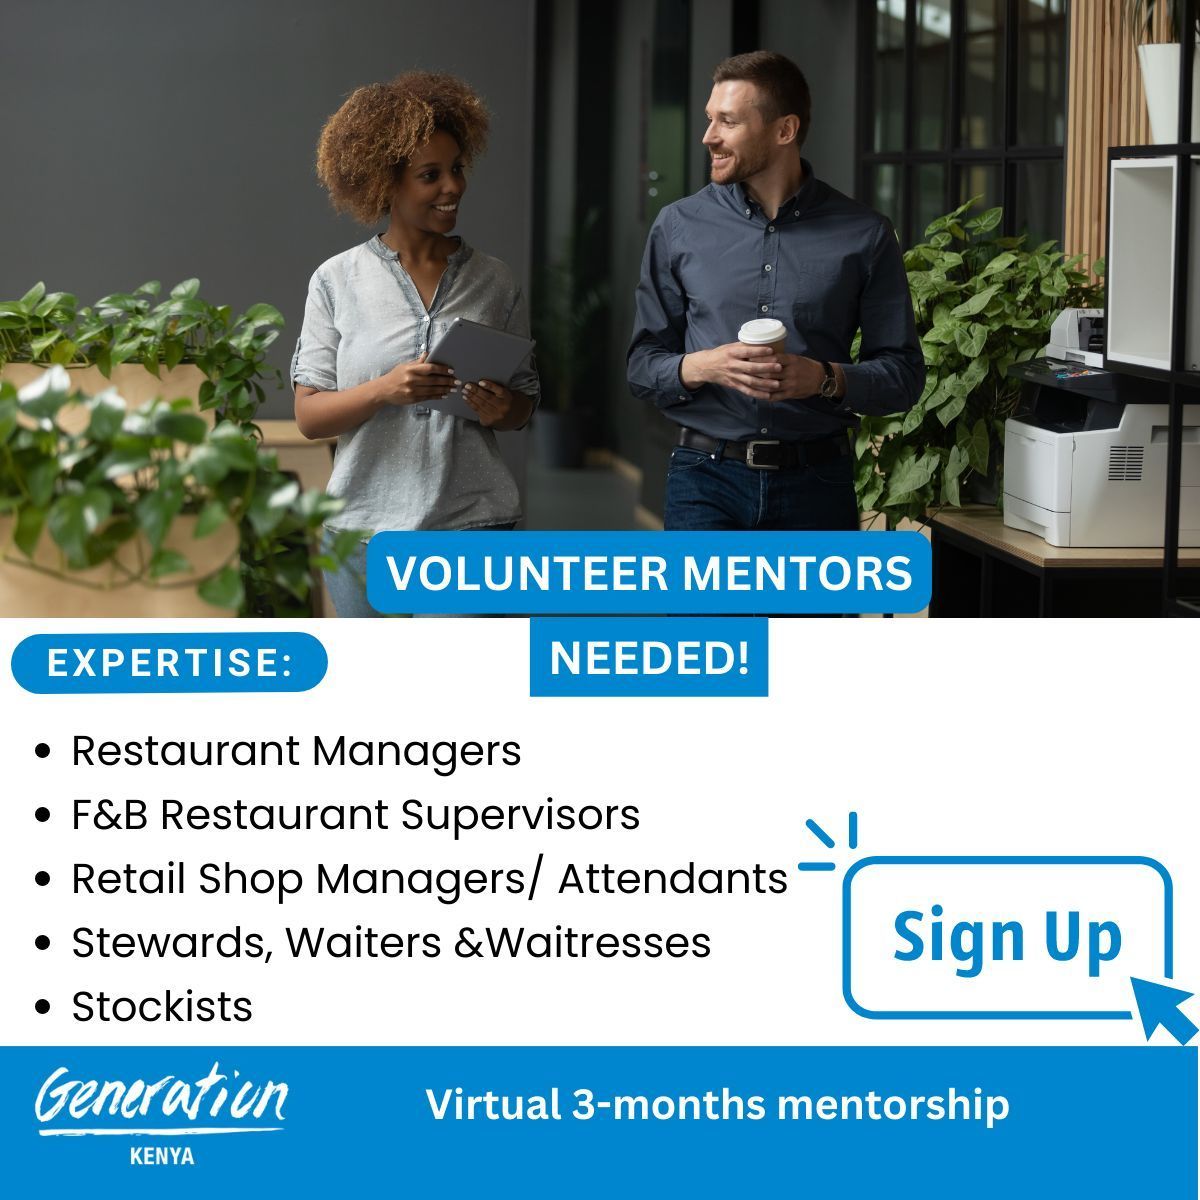 VOLUNTEER MENTORS
NEEDED!
EXPERTISE:
• Restaurant Managers
• F&B Restaurant Supervisors
• Retail Shop Managers/ Attendants
• Stewards, Waiters &Waitresses
• Stockists
Sign Up
Generation
KENYA
Virtual 3-months mentorship